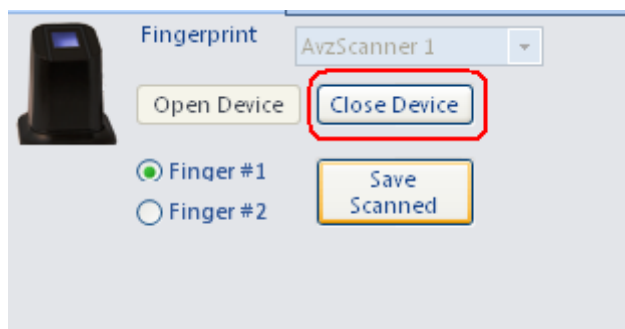 Fingerprint
AvzScanner 1
Open Device
Close Device
Finger #1
Save
Scanned
Finger #2